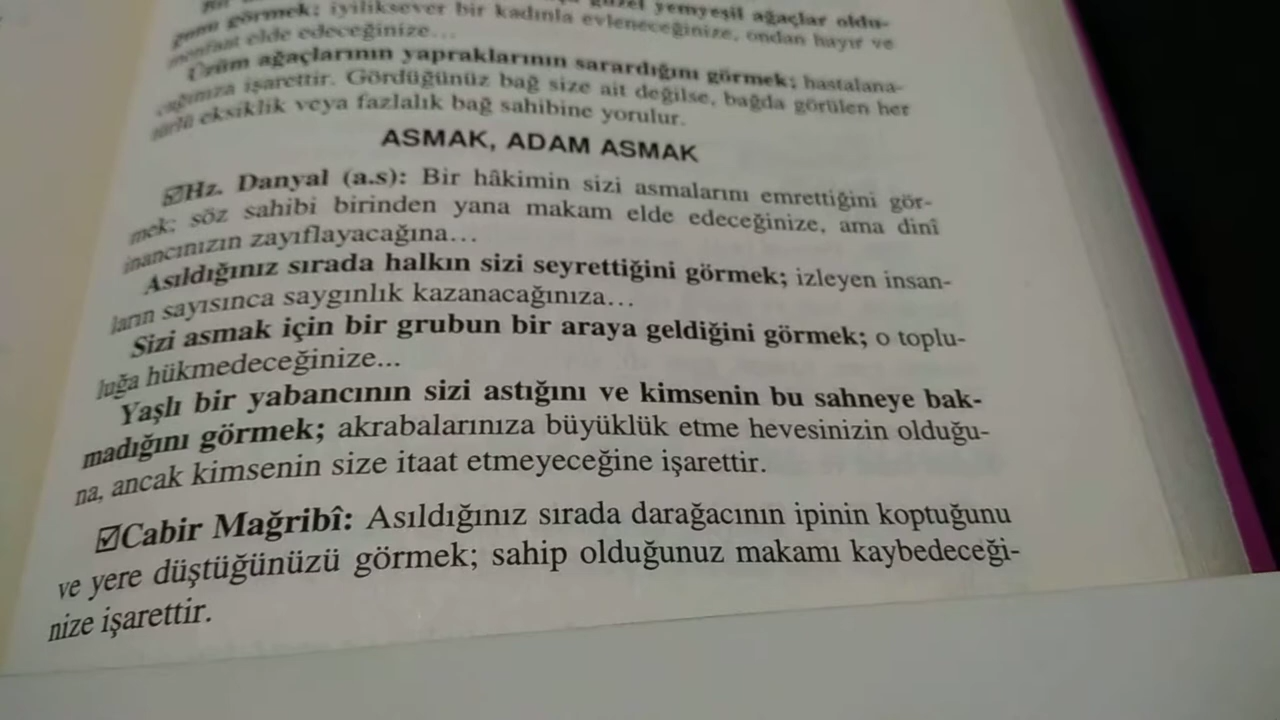 güzel yemyeşil ağaçlar oldu-
ğunu görmek; iyiliksever bir kadınla evleneceğinize, ondan hayır ve
menfaat elde edeceğinize...
Üzüm ağaçlarının yapraklarının sarardığını görmek; hastalana-
cağınıza işarettir. Gördüğünüz bağ size ait değilse, bağda görülen her
türlü eksiklik veya fazlalık bağ sahibine yorulur.
ASMAK, ADAM ASMAK
☑Hz. Danyal (a.s): Bir hâkimin sizi asmalarını emrettiğini gör-
mek; söz sahibi birinden yana makam elde edeceğinize, ama dinî
inancınızın zayıflayacağına...
Asıldığınız sırada halkın sizi seyrettiğini görmek; izleyen insan-
ların sayısınca saygınlık kazanacağınıza...
Sizi asmak için bir grubun bir araya geldiğini görmek; o toplu-
luğa hükmedeceğinize...
Yaşlı bir yabancının sizi astığını ve kimsenin bu sahneye bak-
madığını görmek; akrabalarınıza büyüklük etme hevesinizin olduğu-
na, ancak kimsenin size itaat etmeyeceğine işarettir.
☑Cabir Mağribî: Asıldığınız sırada darağacının ipinin koptuğunu
ve yere düştüğünüzü görmek; sahip olduğunuz makamı kaybedeceği-
nize işarettir.